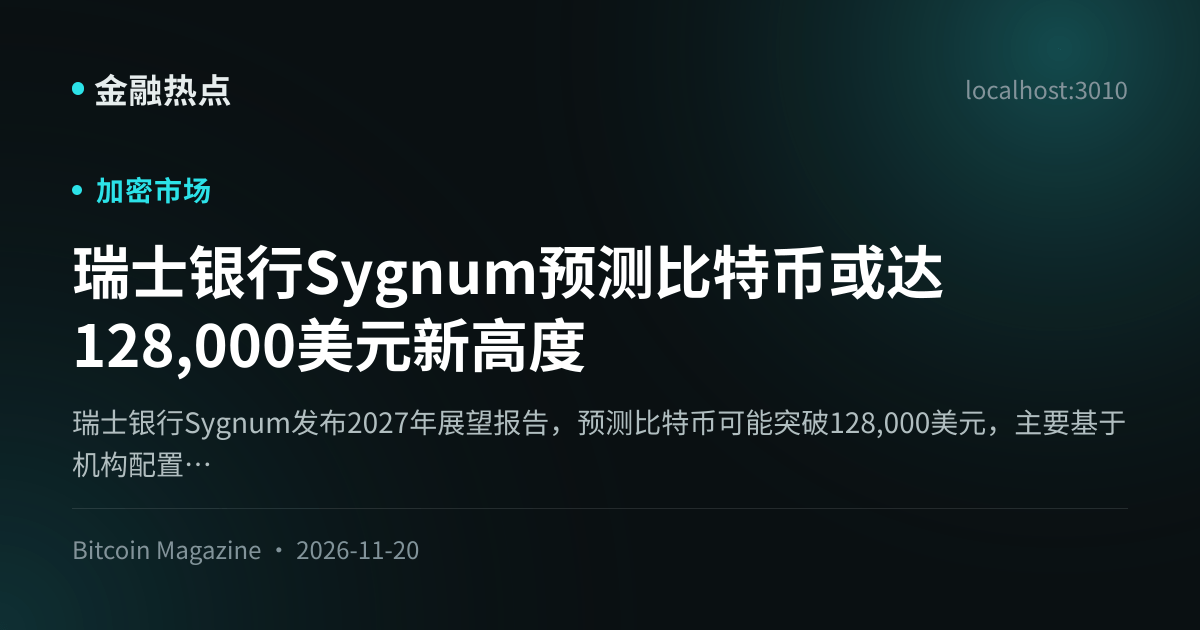 金融热点
localhost:3010
加密市场
瑞士银行Sygnum预测比特币或达
128,000美元新高度
瑞士银行Sygnum发布2027年展望报告，预测比特币可能突破128,000美元，主要基于
机构配置…
Bitcoin Magazine • 2026-11-20